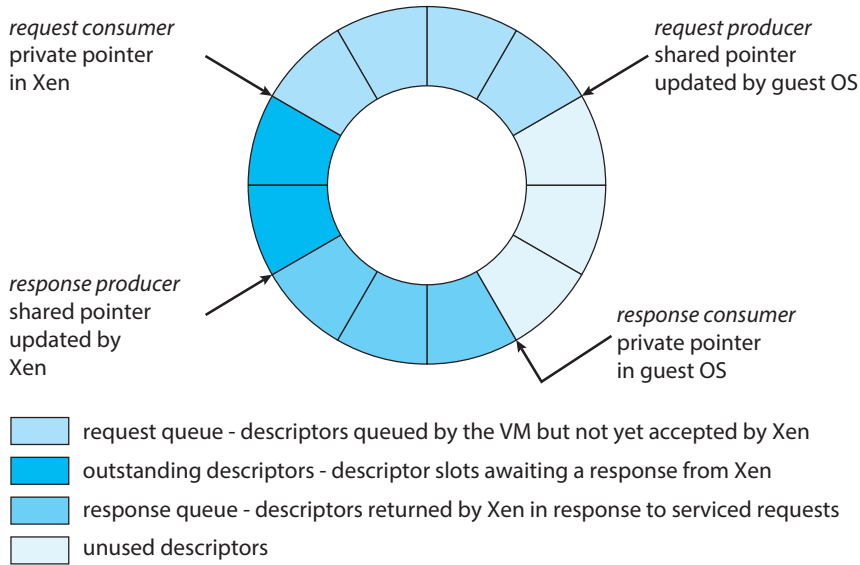 request consumer
private pointer
in Xen
request producer
shared pointer
updated by guest OS
response producer
shared pointer
updated by
Xen
response consumer
private pointer
in guest OS
request queue - descriptors queued by the VM but not yet accepted by Xen
outstanding descriptors - descriptor slots awaiting a response from Xen
response queue - descriptors returned by Xen in response to serviced requests
unused descriptors